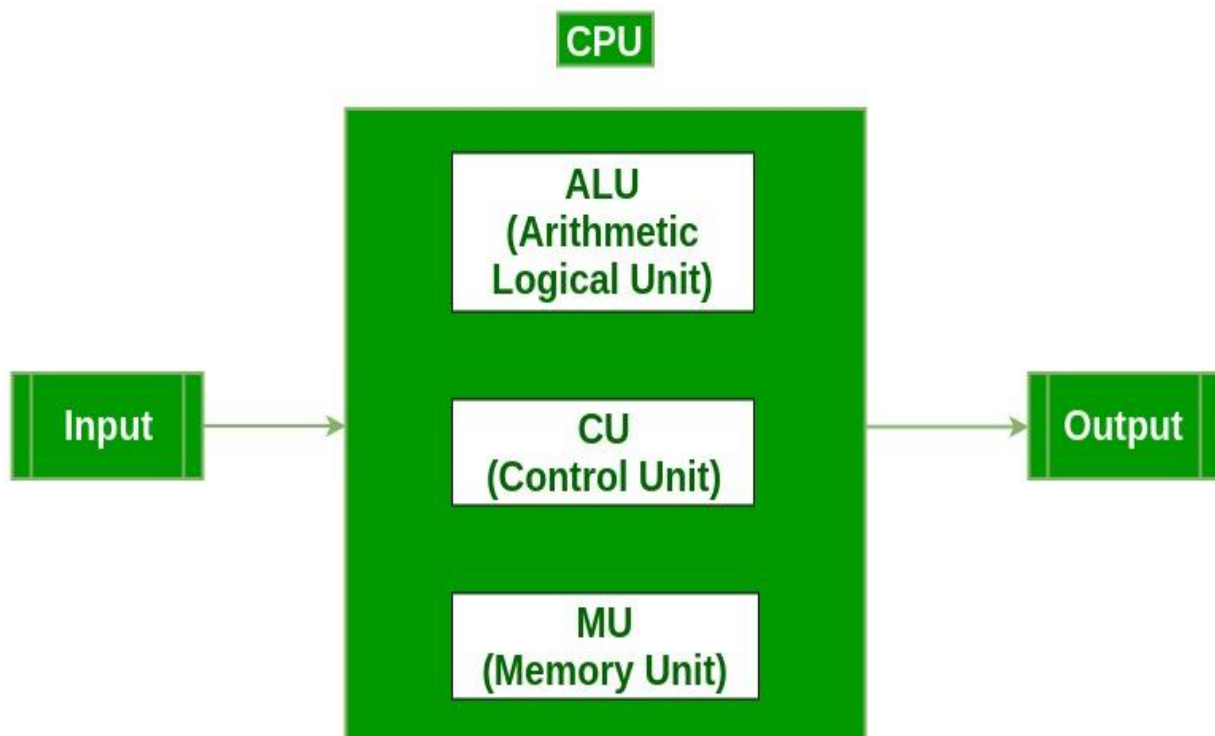 CPU
ALU
(Arithmetic
Logical Unit)
Input
CU
(Control Unit)
Output
MU
(Memory Unit)